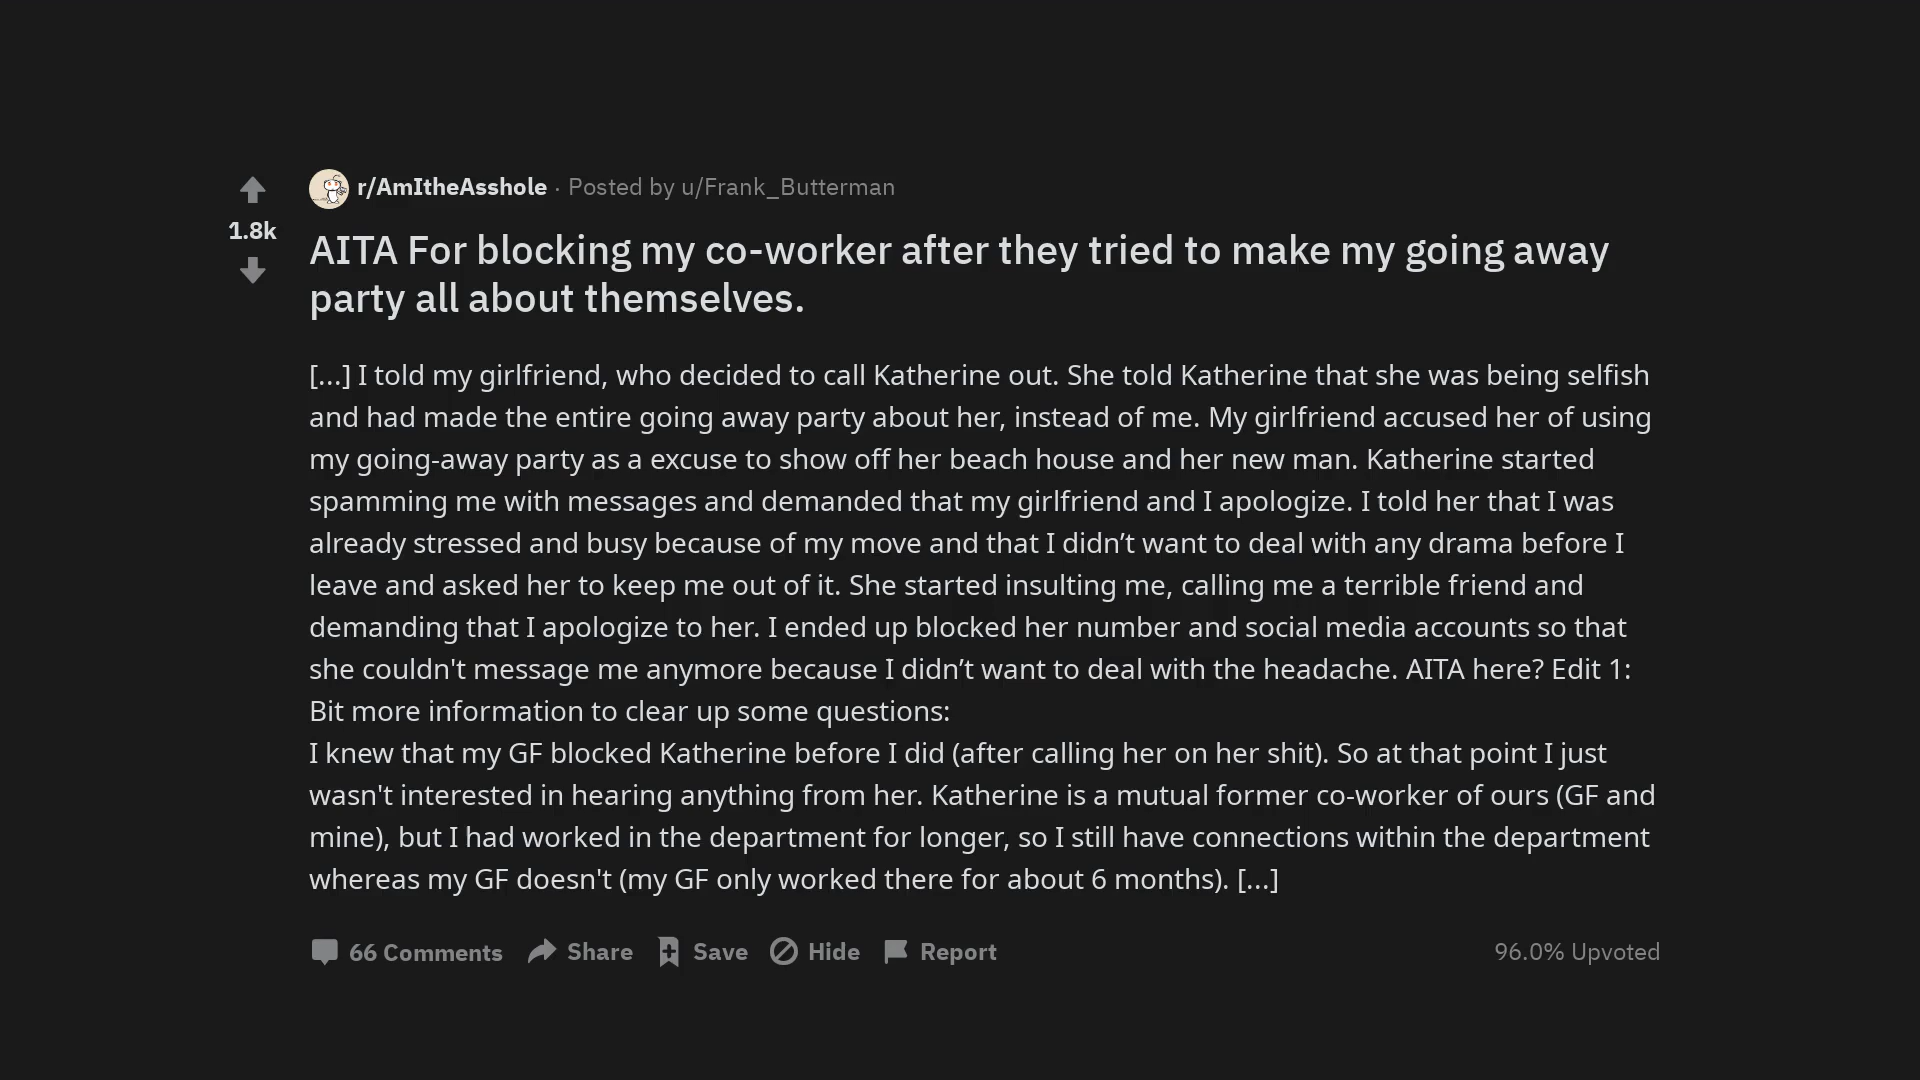 r/AmItheAsshole · Posted by u/Frank_Butterman
1.8k
AITA For blocking my co-worker after they tried to make my going away
party all about themselves.
[...] I told my girlfriend, who decided to call Katherine out. She told Katherine that she was being selfish
and had made the entire going away party about her, instead of me. My girlfriend accused her of using
my going-away party as a excuse to show off her beach house and her new man. Katherine started
spamming me with messages and demanded that my girlfriend and I apologize. I told her that I was
already stressed and busy because of my move and that I didn’t want to deal with any drama before I
leave and asked her to keep me out of it. She started insulting me, calling me a terrible friend and
demanding that I apologize to her. I ended up blocked her number and social media accounts so that
she couldn't message me anymore because I didn’t want to deal with the headache. AITA here? Edit 1:
Bit more information to clear up some questions:
I knew that my GF blocked Katherine before I did (after calling her on her shit). So at that point I just
wasn't interested in hearing anything from her. Katherine is a mutual former co-worker of ours (GF and
mine), but I had worked in the department for longer, so I still have connections within the department
whereas my GF doesn't (my GF only worked there for about 6 months). [...]
66 Comments Share Save Hide Report 96.0% Upvoted